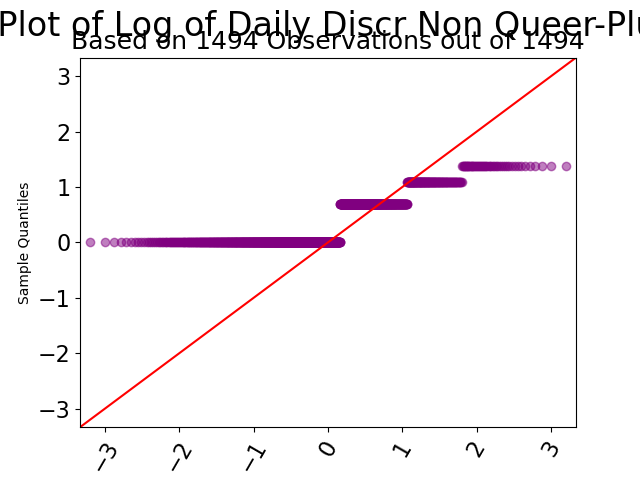 Plot of Log of Daily Discr Non Queer-Plu
Based on 1494 Observations out of 1494
3
2
1
0
−1
−2
−3
Sample Quantiles
−3 −2 −1 0 1 2 3